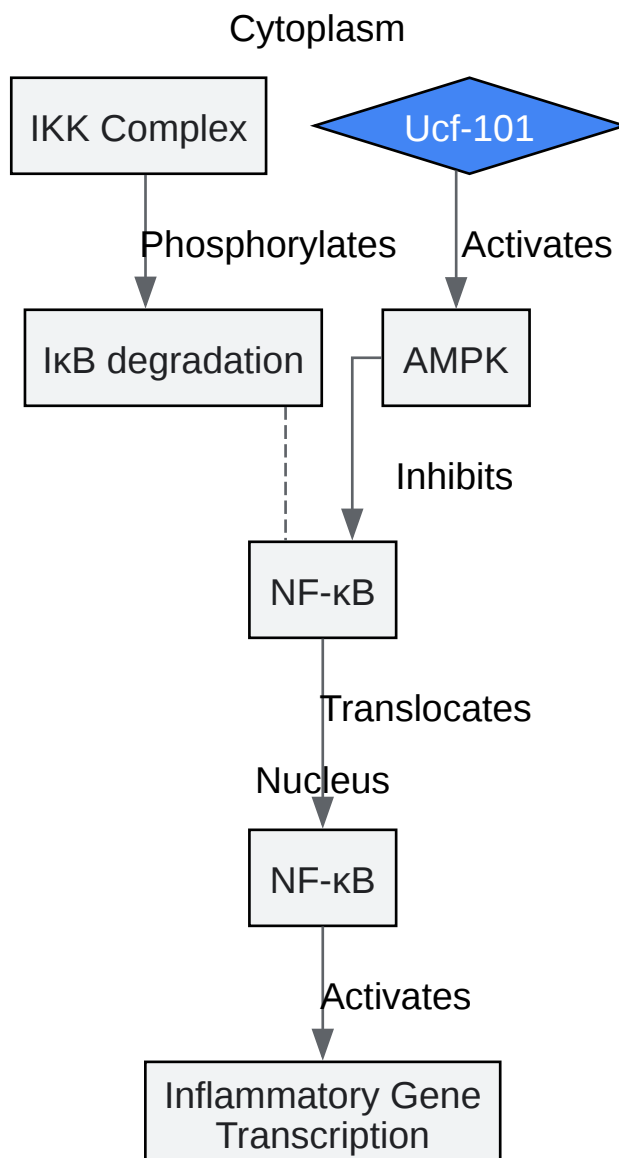 Cytoplasm
IKK Complex
Ucf-101
Phosphorylates
Activates
IκB degradation
AMPK
Inhibits
NF-κB
Translocates
Nucleus
NF-κB
Activates
Inflammatory Gene
Transcription